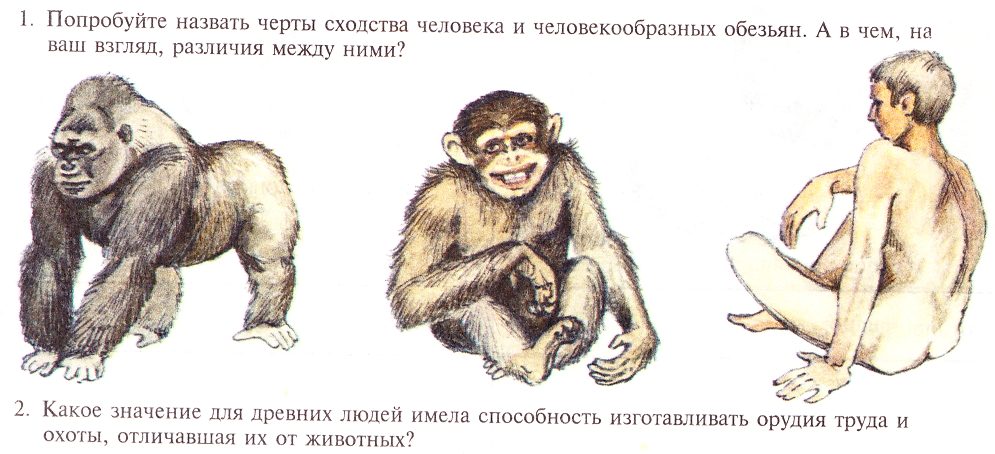 1. Попробуйте назвать черты сходства человека и человекообразных обезьян. А в чем, на
ваш взгляд, различия между ними?
2. Какое значение для древних людей имела способность изготавливать орудия труда и
охоты, отличавшая их от животных?